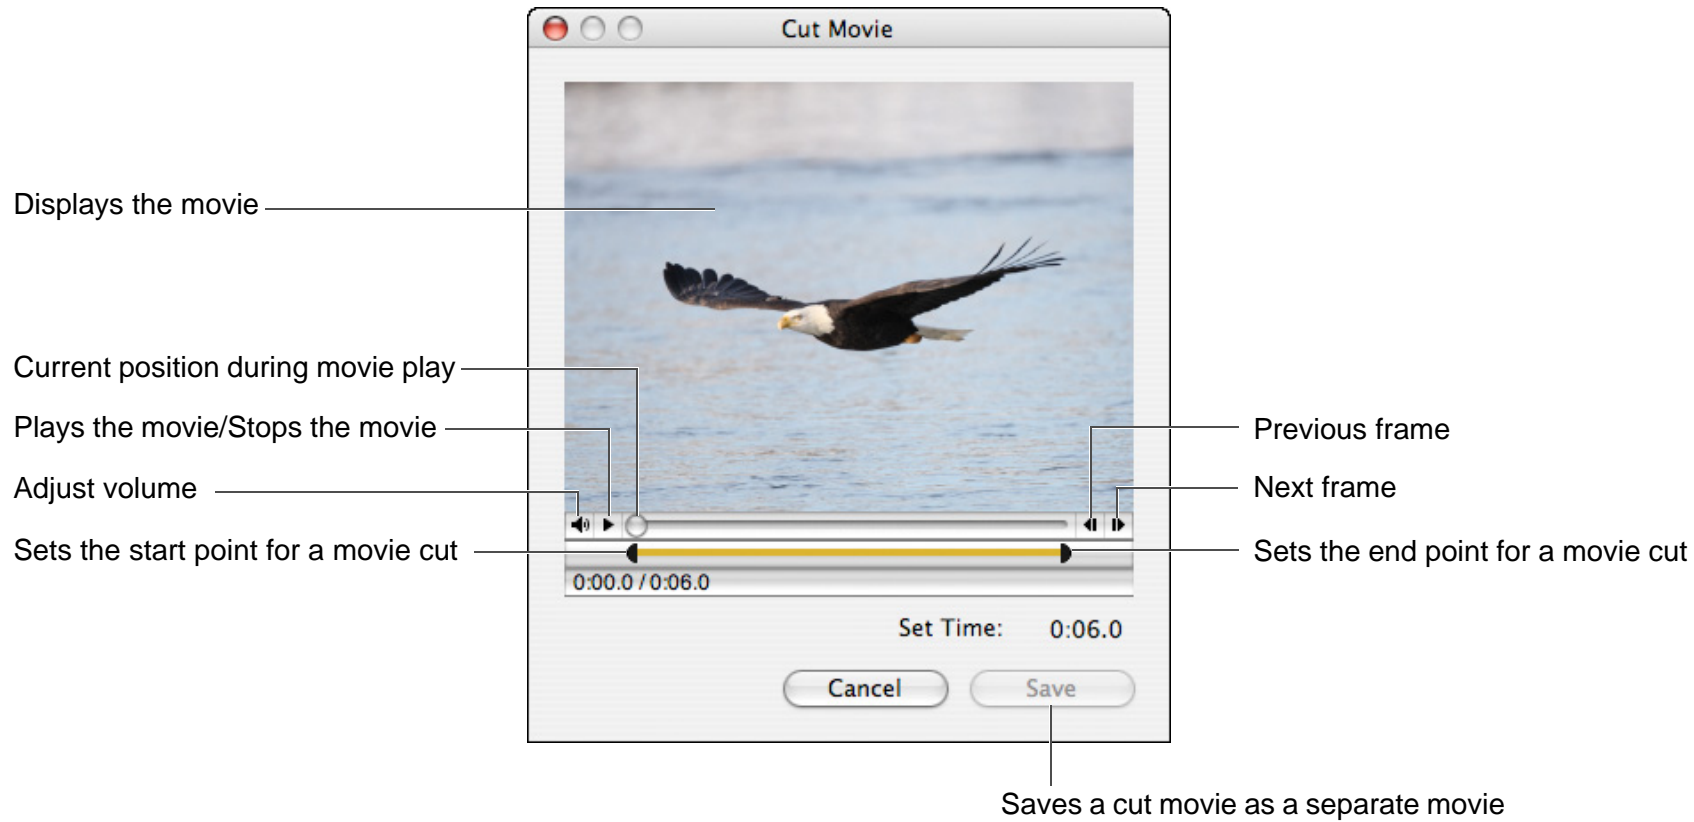 Cut Movie
Displays the movie
Current position during movie play
Plays the movie/Stops the movie
Previous frame
Adjust volume
Next frame
Sets the start point for a movie cut
Sets the end point for a movie cut
0:00.0 / 0:06.0
Set Time: 0:06.0
Cancel
Save
Saves a cut movie as a separate movie